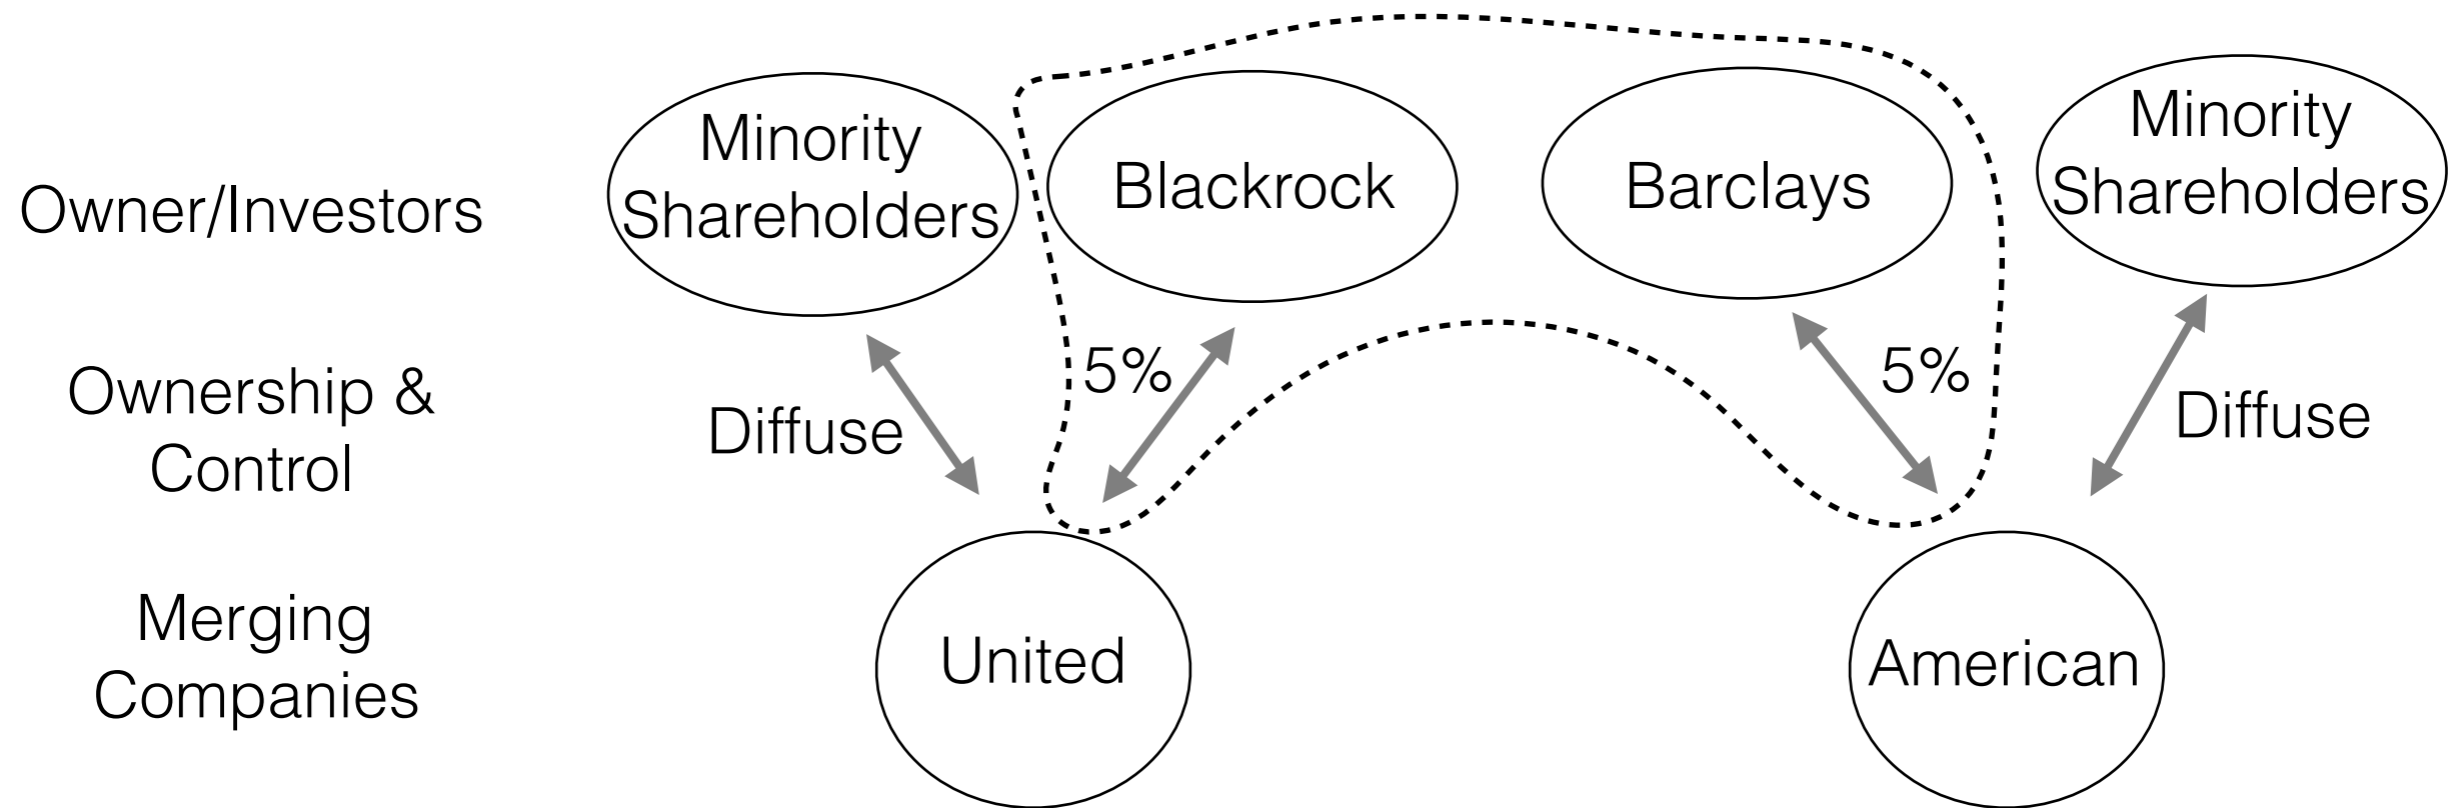 Owner/Investors
Minority
Shareholders
Blackrock
Barclays
Minority
Shareholders
Ownership &
Control
Diffuse
5%
5%
Diffuse
Merging
Companies
United
American